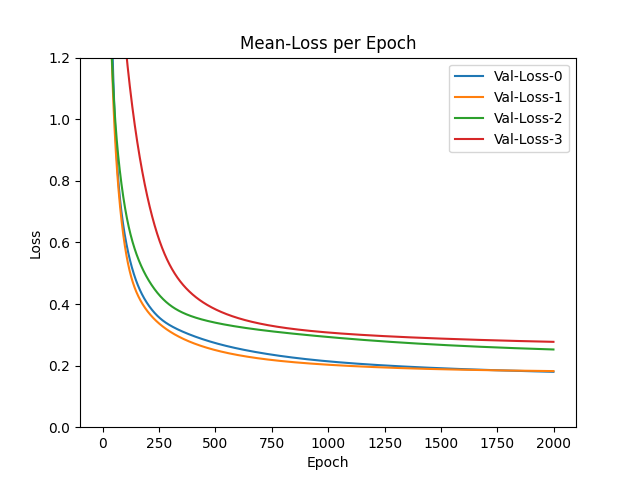 Mean-Loss per Epoch
Val-Loss-0
Val-Loss-1
Val-Loss-2
Val-Loss-3
Loss
1.2
1.0
0.8
0.6
0.4
0.2
0.0
0 250 500 750 1000 1250 1500 1750 2000
Epoch